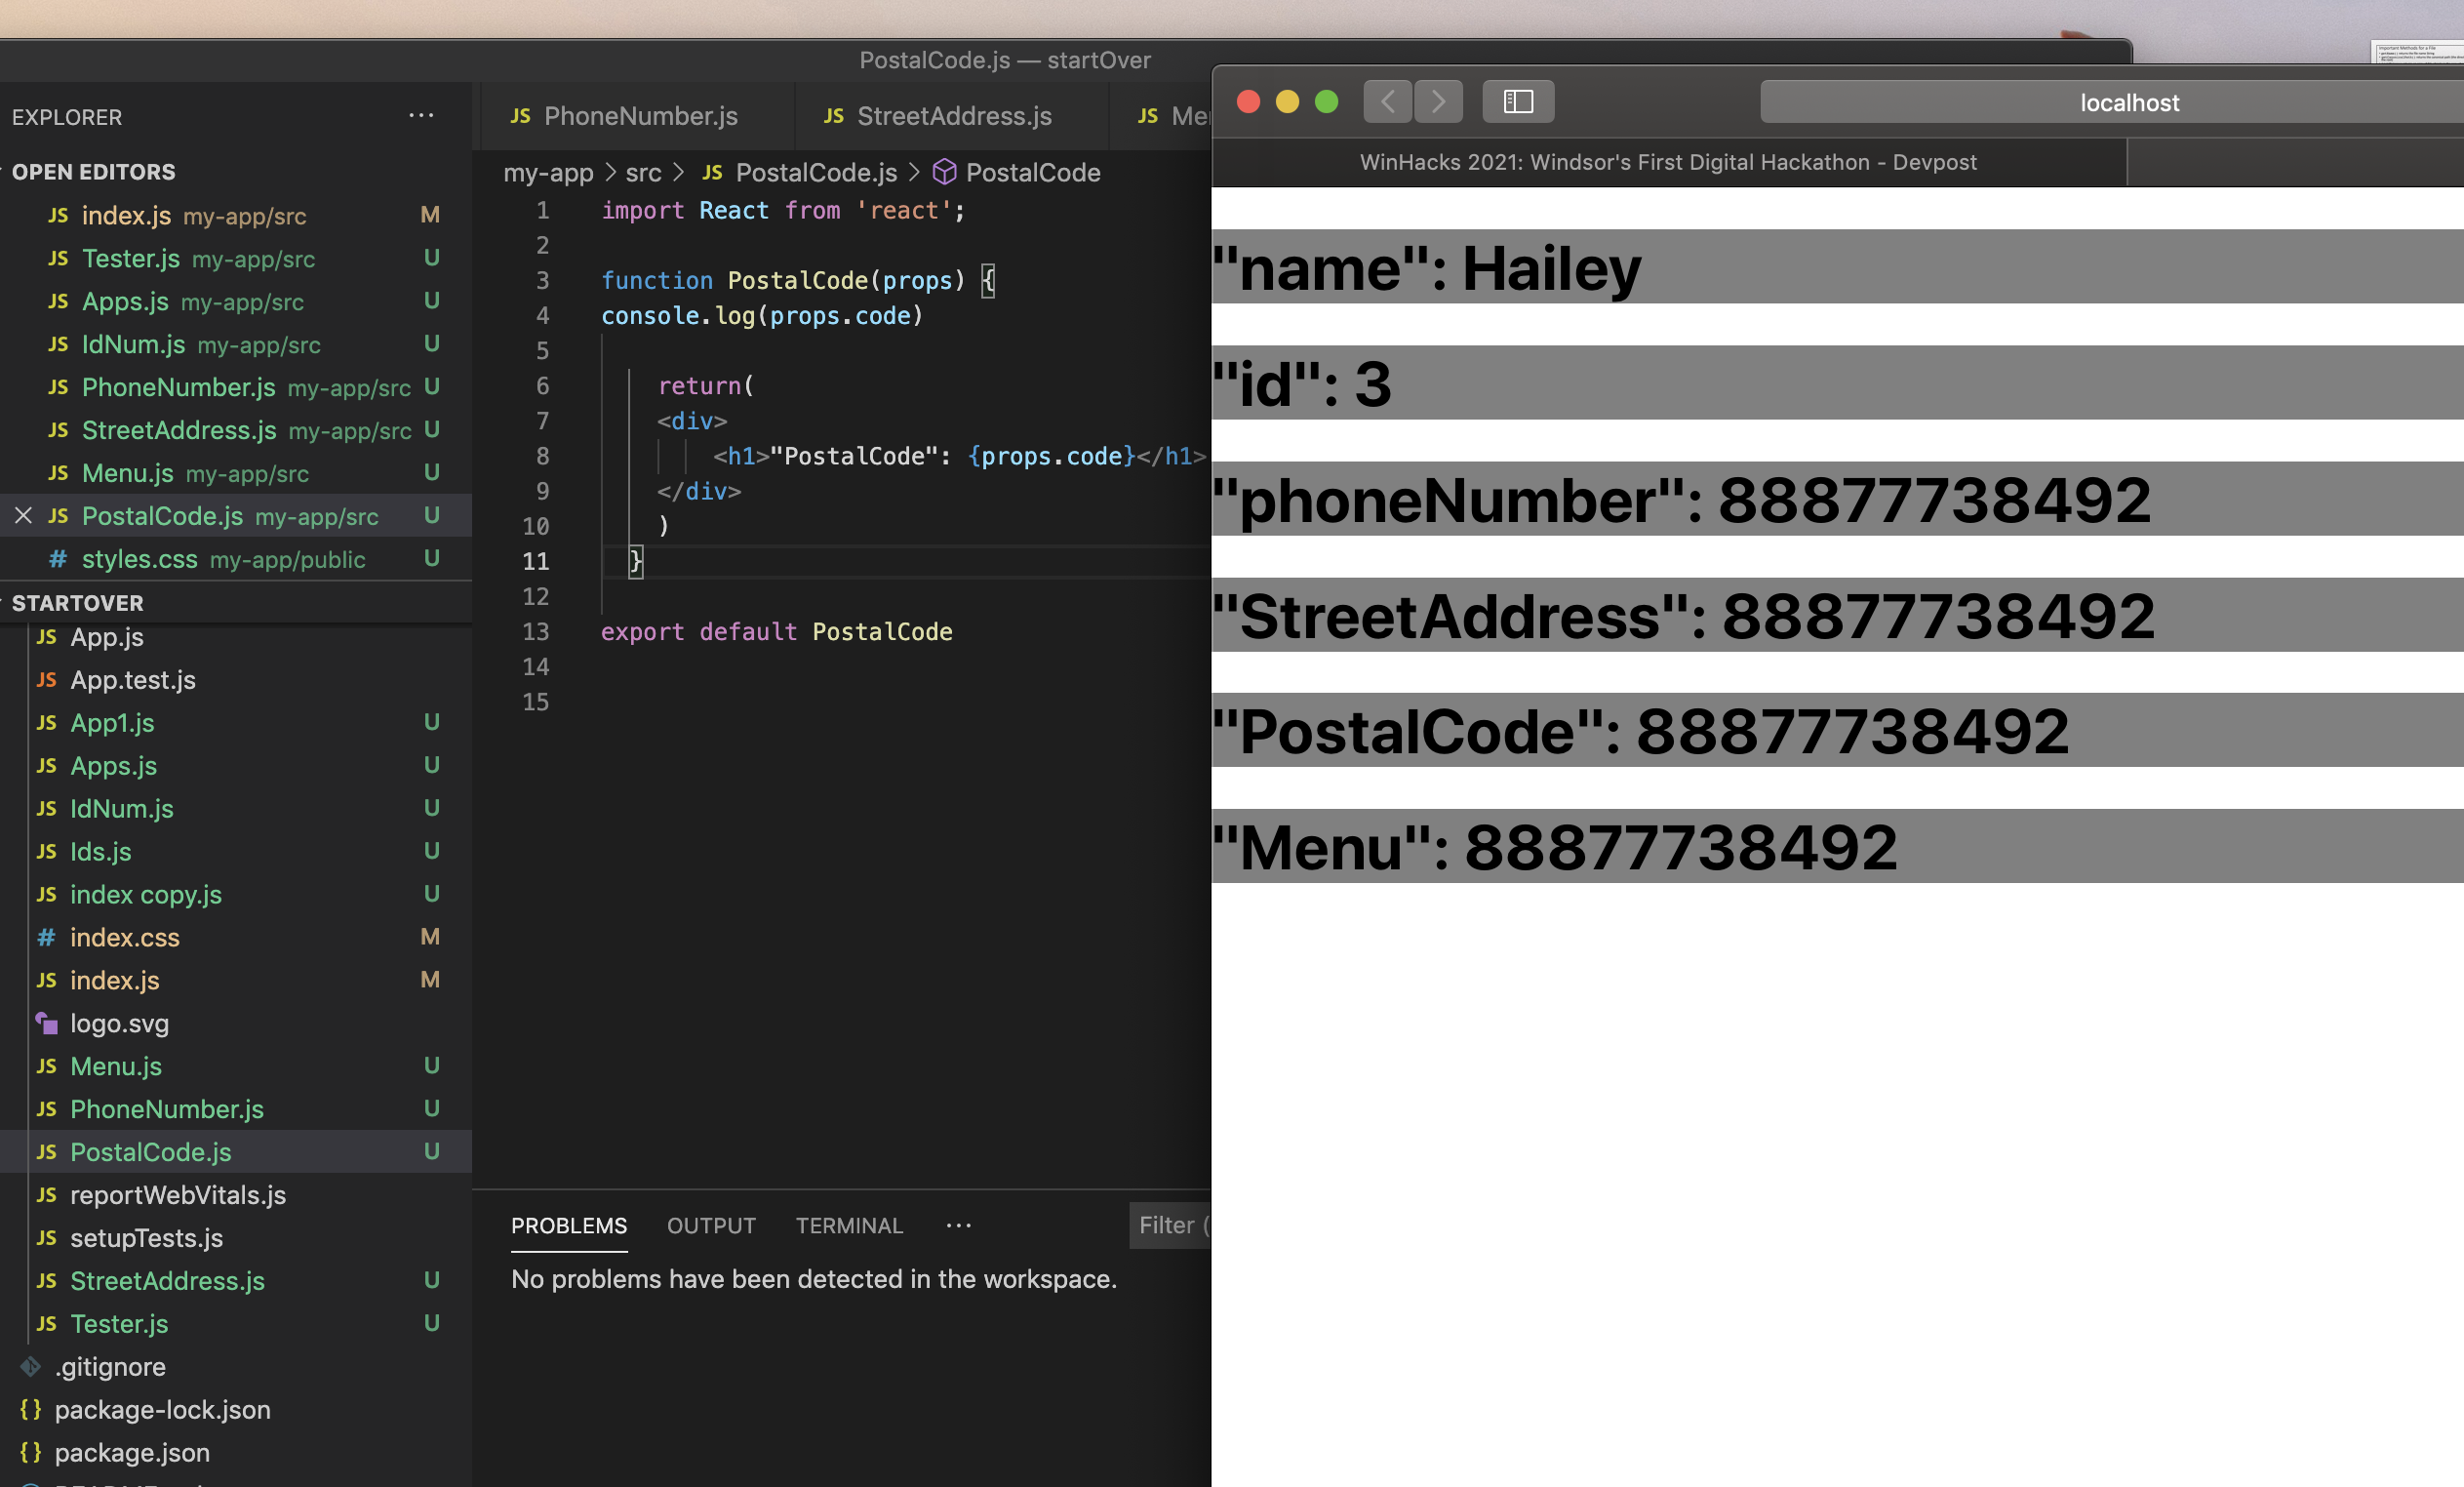 PostalCode.js — startOver
EXPLORER
OPEN EDITORS
JS index.js my-app/src M
JS Tester.js my-app/src U
JS Apps.js my-app/src U
JS IdNum.js my-app/src U
JS PhoneNumber.js my-app/src U
JS StreetAddress.js my-app/src U
JS Menu.js my-app/src U
JS PostalCode.js my-app/src U
# styles.css my-app/public U
STARTOVER
JS App.js
JS App.test.js
JS App1.js U
JS Apps.js U
JS IdNum.js U
JS Ids.js U
JS index copy.js U
# index.css M
JS index.js M
logo.svg
JS Menu.js U
JS PhoneNumber.js U
JS PostalCode.js U
JS reportWebVitals.js
JS setupTests.js
JS StreetAddress.js U
JS Tester.js U
.gitignore
{} package-lock.json
{} package.json
JS PhoneNumber.js JS StreetAddress.js JS Me
my-app > src > JS PostalCode.js > PostalCode
1 import React from 'react';
2
3 function PostalCode(props) {
4 console.log(props.code)
5
6 return(
7 <div>
8 <h1>"PostalCode": {props.code}</h1>
9 </div>
10 )
11 }
12
13 export default PostalCode
14
15
PROBLEMS OUTPUT TERMINAL ··· Filter (
No problems have been detected in the workspace.
localhost
WinHacks 2021: Windsor's First Digital Hackathon - Devpost
"name": Hailey
"id": 3
"phoneNumber": 88877738492
"StreetAddress": 88877738492
"PostalCode": 88877738492
"Menu": 88877738492